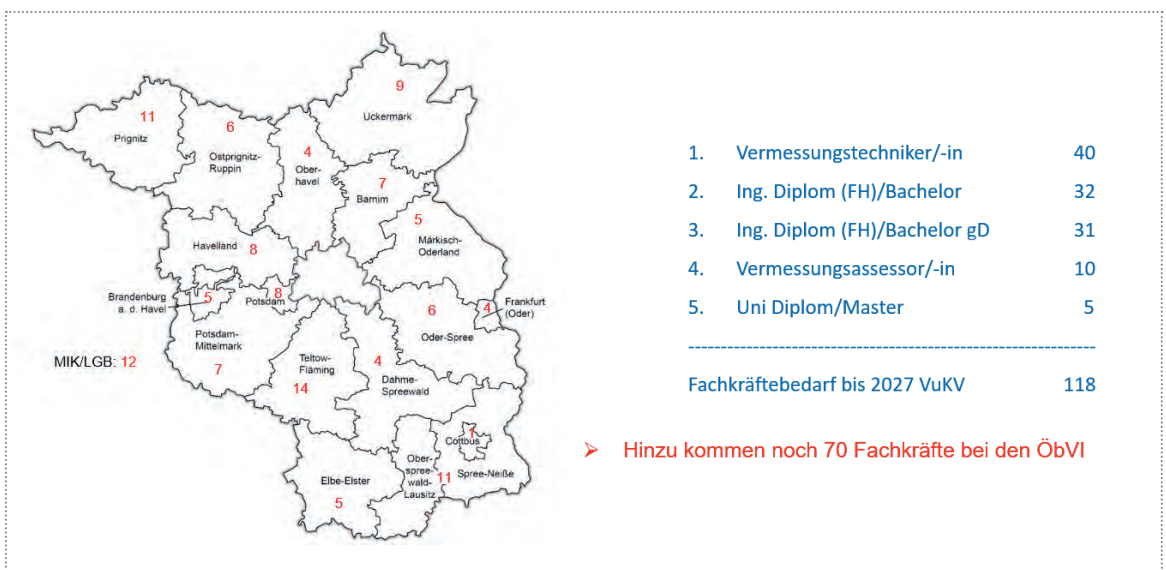 9
Uckermark
11
Prignitz
6
Ostprignitz-
Ruppin
4
Ober-
havel
7
Barnim
5
Märkisch-
Oderland
Havelland
8
Brandenburg
a. d. Havel
5
Potsdam
8
6
Oder-Spree
4
Frankfurt
(Oder)
Potsdam-
Mittelmark
7
MIK/LGB: 12
Teltow-
Fläming
14
4
Dahme-
Spreewald
1
Cottbus
Ober-
spree-
wald-
Lausitz
11
Spree-Neiße
Elbe-Elster
5
1. Vermessungstechniker/-in 40
2. Ing. Diplom (FH)/Bachelor 32
3. Ing. Diplom (FH)/Bachelor gD 31
4. Vermessungsassessor/-in 10
5. Uni Diplom/Master 5
Fachkräftebedarf bis 2027 VuKV 118
➢ Hinzu kommen noch 70 Fachkräfte bei den ÖbVI